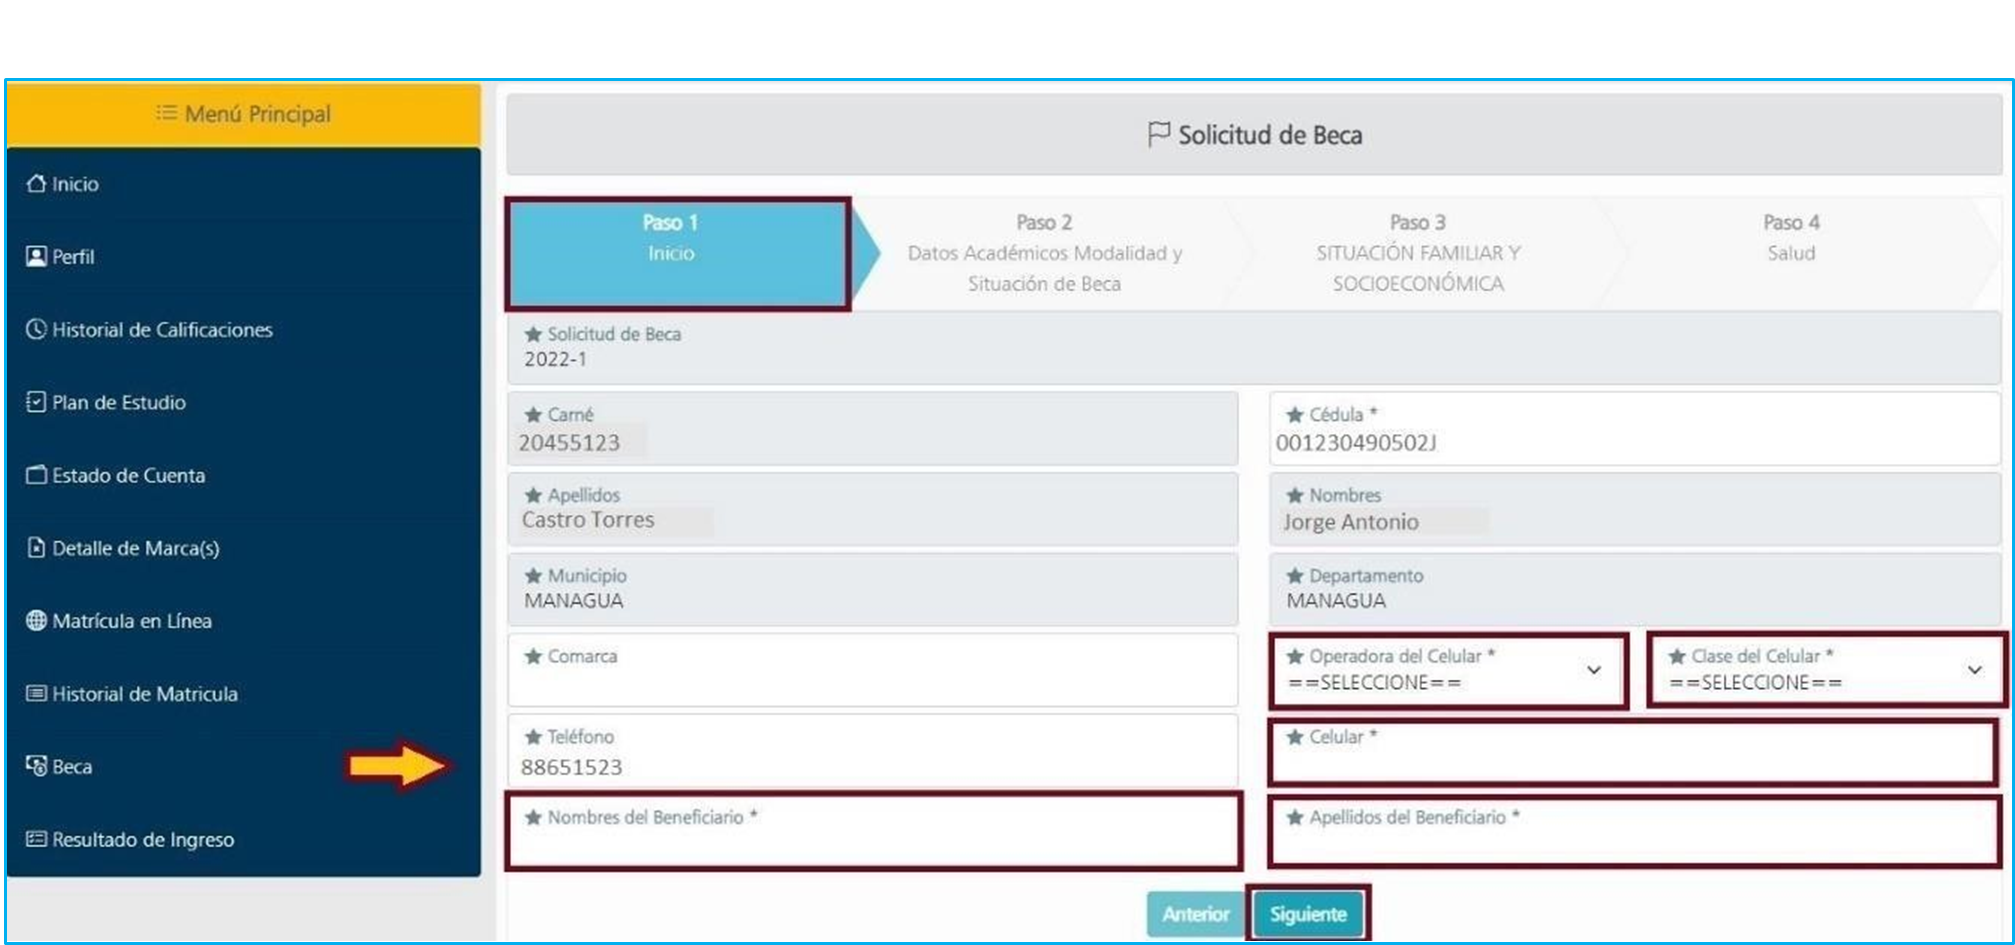 Menú Principal
Inicio
Perfil
Historial de Calificaciones
Plan de Estudio
Estado de Cuenta
Detalle de Marca(s)
Matrícula en Línea
Historial de Matricula
Beca
Resultado de Ingreso
Solicitud de Beca
Paso 1
Inicio
Paso 2
Datos Académicos Modalidad y
Situación de Beca
Paso 3
SITUACIÓN FAMILIAR Y
SOCIOECONÓMICA
Paso 4
Salud
Solicitud de Beca
2022-1
Carné
20455123
Cédula *
001230490502J
Apellidos
Castro Torres
Nombres
Jorge Antonio
Municipio
MANAGUA
Departamento
MANAGUA
Comarca
Operadora del Celular *
==SELECCIONE==
Clase del Celular *
==SELECCIONE==
Teléfono
88651523
Celular *
Nombres del Beneficiario *
Apellidos del Beneficiario *
Anterior
Siguiente